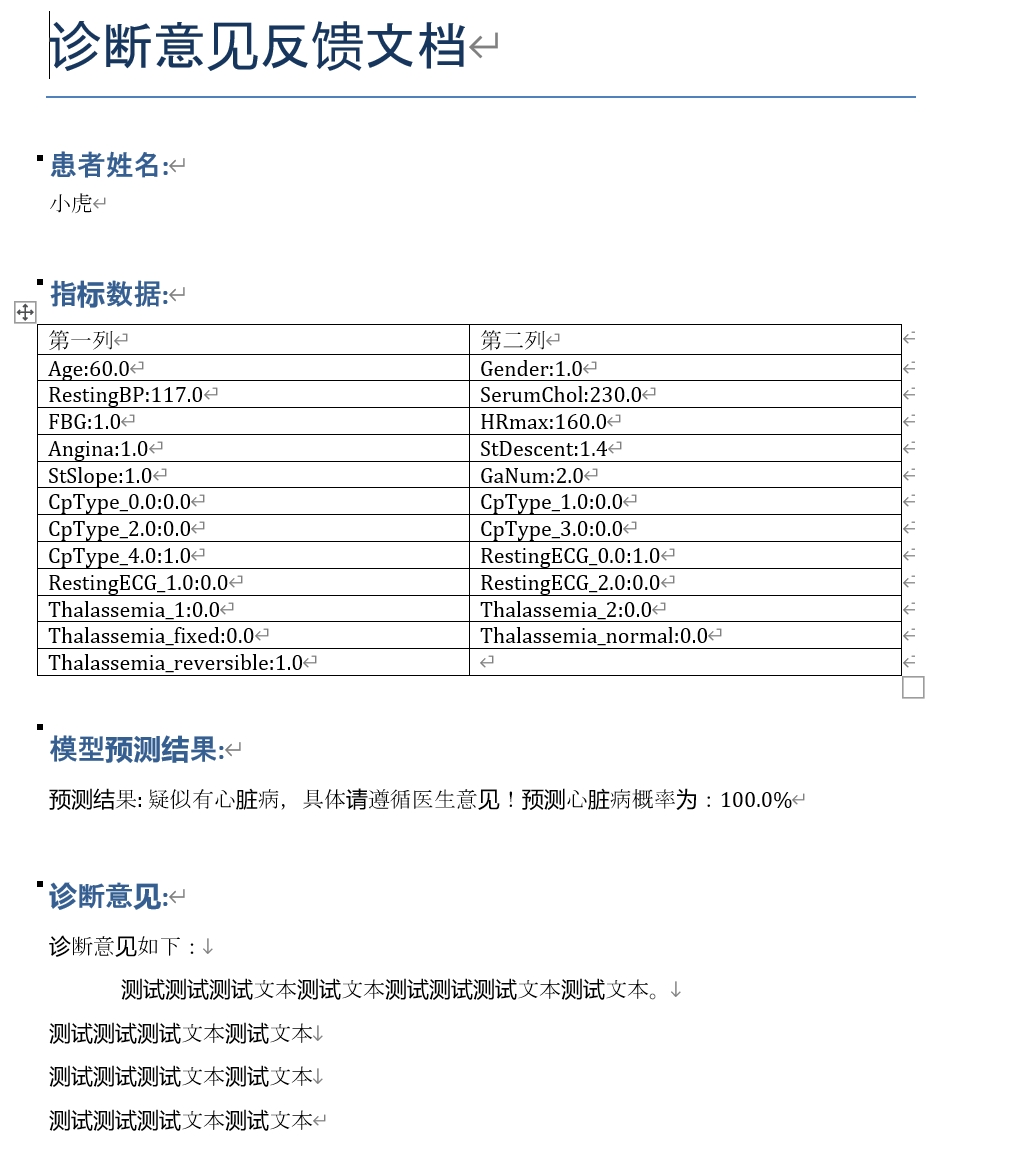 诊断意见反馈文档
患者姓名:
小虎
指标数据:
第一列 第二列
Age:60.0 Gender:1.0
RestingBP:117.0 SerumChol:230.0
FBG:1.0 HRmax:160.0
Angina:1.0 StDescent:1.4
StSlope:1.0 GaNum:2.0
CpType_0.0:0.0 CpType_1.0:0.0
CpType_2.0:0.0 CpType_3.0:0.0
CpType_4.0:1.0 RestingECG_0.0:1.0
RestingECG_1.0:0.0 RestingECG_2.0:0.0
Thalassemia_1:0.0 Thalassemia_2:0.0
Thalassemia_fixed:0.0 Thalassemia_normal:0.0
Thalassemia_reversible:1.0
模型预测结果:
预测结果: 疑似有心脏病，具体请遵循医生意见！预测心脏病概率为：100.0%
诊断意见:
诊断意见如下：
测试测试测试文本测试文本测试测试测试文本测试文本。
测试测试测试文本测试文本
测试测试测试文本测试文本
测试测试测试文本测试文本